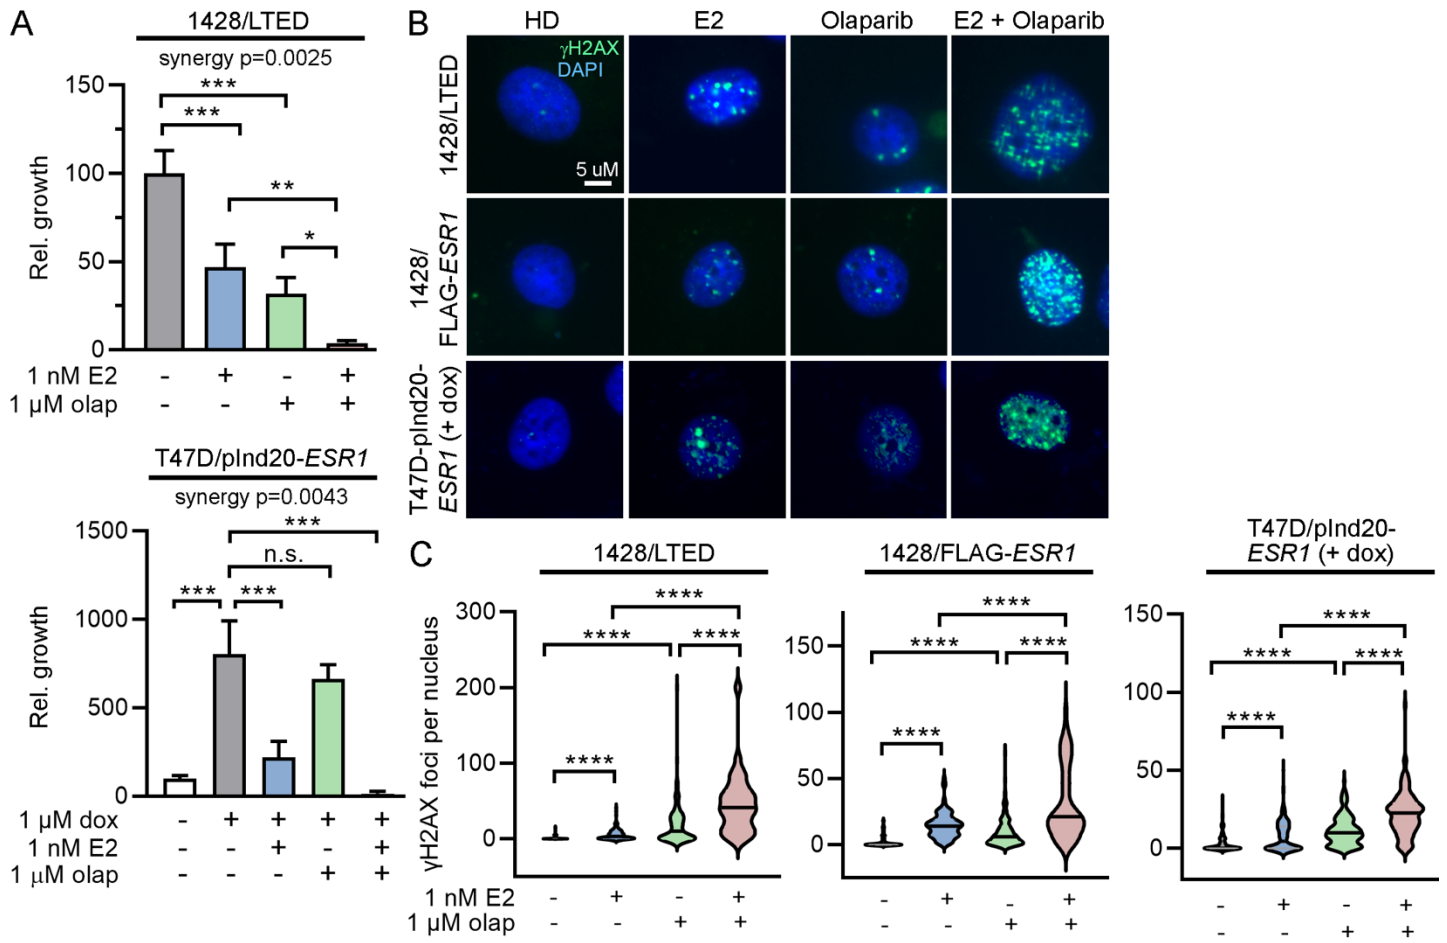 A
1428/LTED
synergy p=0.0025
150
100
50
0
Rel. growth
***
***
**
*
1 nM E2 - + - +
1 µM olap - - + +
T47D/pInd20-ESR1
synergy p=0.0043
1500
1000
500
0
Rel. growth
***
n.s.
*** ***
1 µM dox - + + + +
1 nM E2 - - + - +
1 µM olap - - - + +
B
HD E2 Olaparib E2 + Olaparib
γH2AX
DAPI
5 uM
1428/LTED
1428/
FLAG-ESR1
T47D-pInd20-
ESR1 (+ dox)
C
1428/LTED
300
200
100
0
γH2AX foci per nucleus
****
**** ****
****
1 nM E2 - + - +
1 µM olap - - + +
1428/FLAG-ESR1
150
100
50
0
****
**** ****
****
- + - +
- - + +
T47D/pInd20-
ESR1 (+ dox)
150
100
50
0
****
**** ****
****
- + - +
- - + +